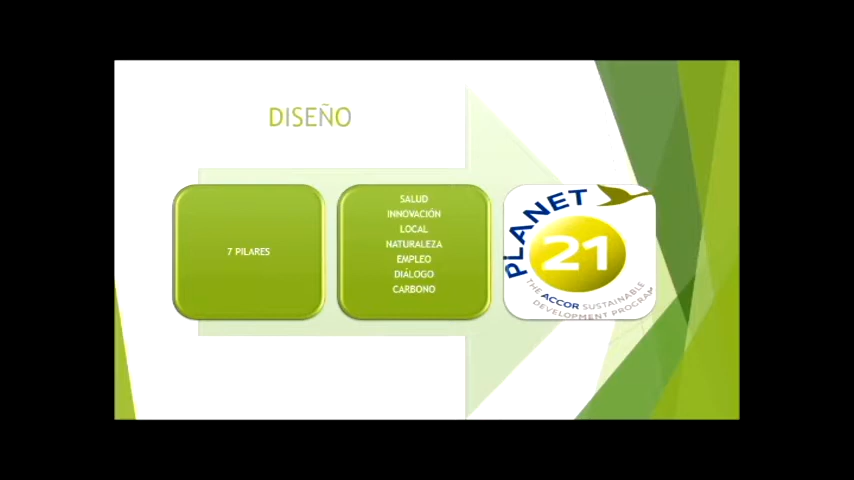 DISEÑO
7 PILARES
SALUD
INNOVACIÓN
LOCAL
NATURALEZA
EMPLEO
DIÁLOGO
CARBONO
PLANET
21
THE ACCOR SUSTAINABLE
DEVELOPMENT PROGRAM